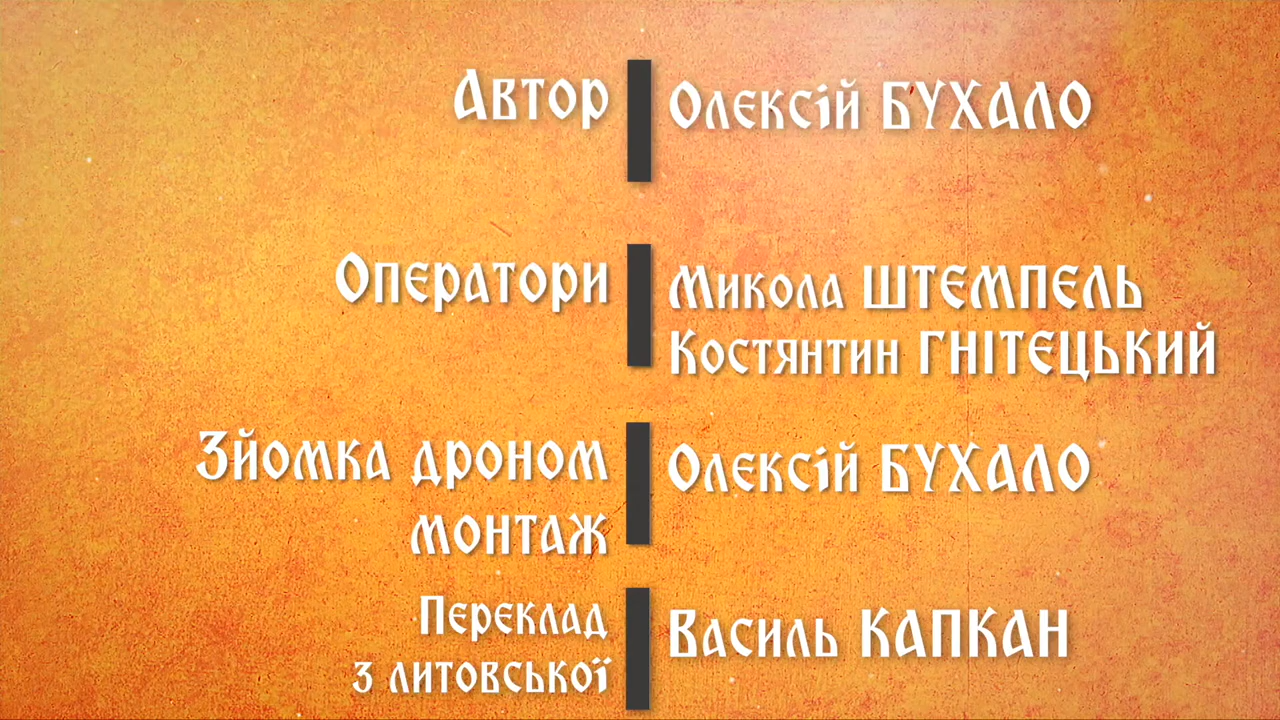 Автор
Олексій БУХАЛО
Оператори
Микола ШТЕМПЕЛЬ
Костянтин ГНІТЕЦЬКИЙ
Зйомка дроном
монтаж
Олексій БУХАЛО
Переклад
з литовської
Василь КАПКАН